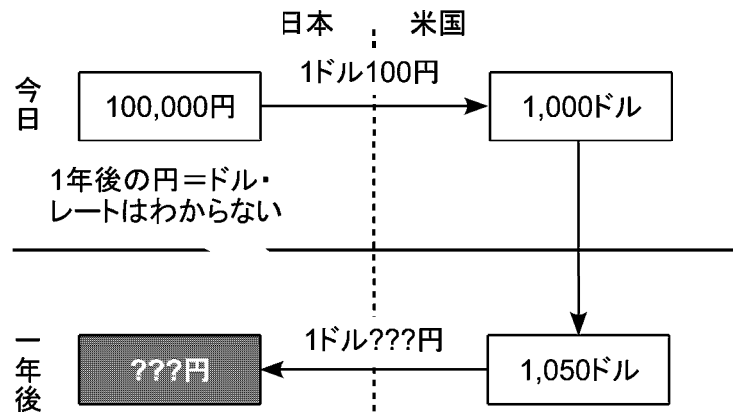 日本
米国
今日
1ドル100円
100,000円
1,000ドル
1年後の円＝ドル・
レートはわからない
一年後
1ドル???円
???円
1,050ドル